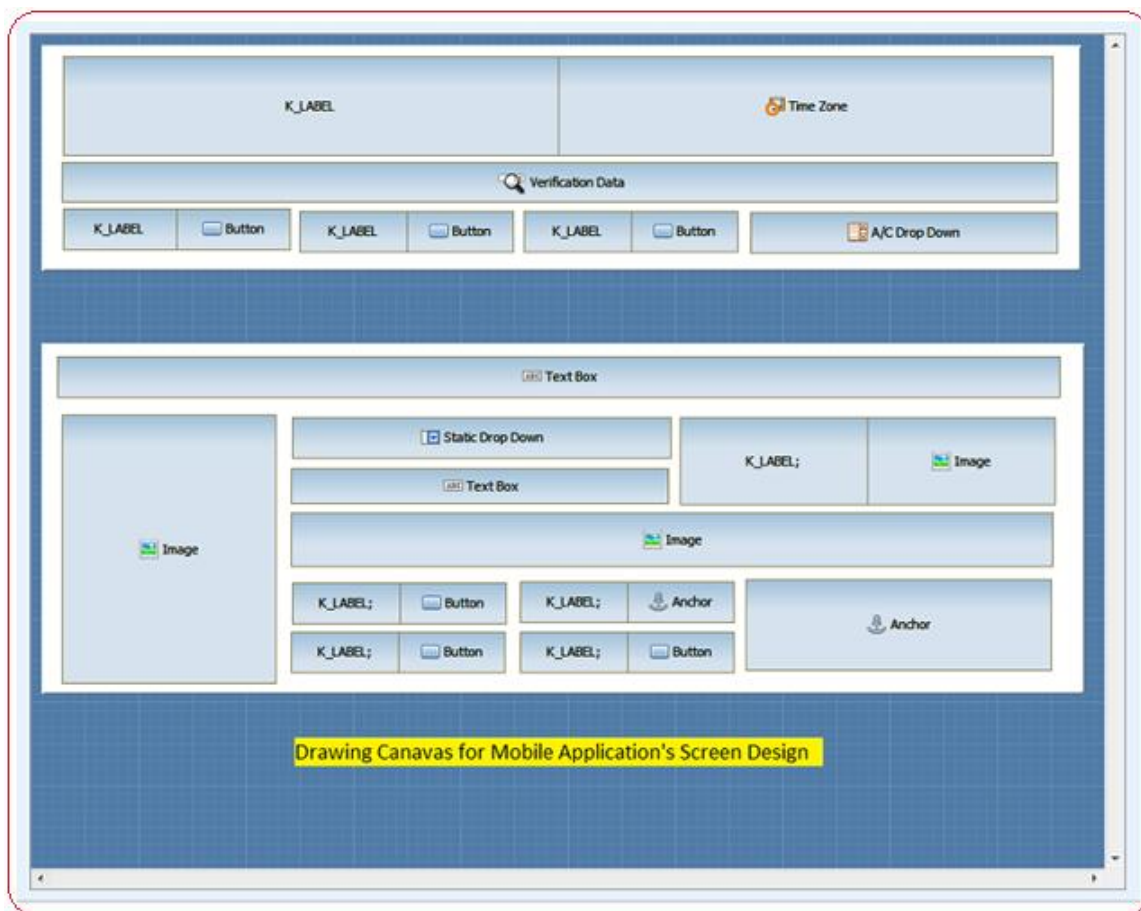 K_LABEL Time Zone
Verification Data
K_LABEL Button K_LABEL Button K_LABEL Button A/C Drop Down
Text Box
Static Drop Down
K_LABEL; Image
Text Box
Image
Image
K_LABEL; Button K_LABEL; Anchor
Anchor
K_LABEL; Button K_LABEL; Button
Drawing Canavas for Mobile Application's Screen Design